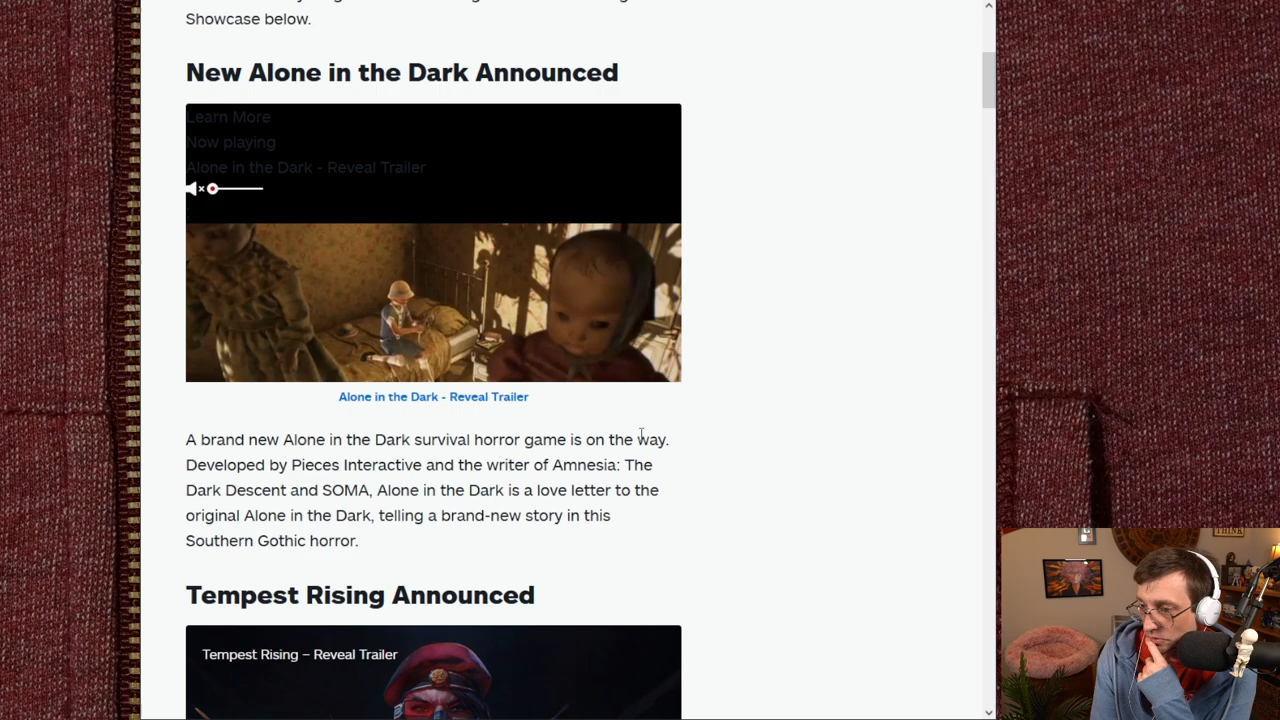 Showcase below.
New Alone in the Dark Announced
Learn More
Now playing
Alone in the Dark - Reveal Trailer
Alone in the Dark - Reveal Trailer
A brand new Alone in the Dark survival horror game is on the way.
Developed by Pieces Interactive and the writer of Amnesia: The
Dark Descent and SOMA, Alone in the Dark is a love letter to the
original Alone in the Dark, telling a brand-new story in this
Southern Gothic horror.
Tempest Rising Announced
Tempest Rising – Reveal Trailer
THINK